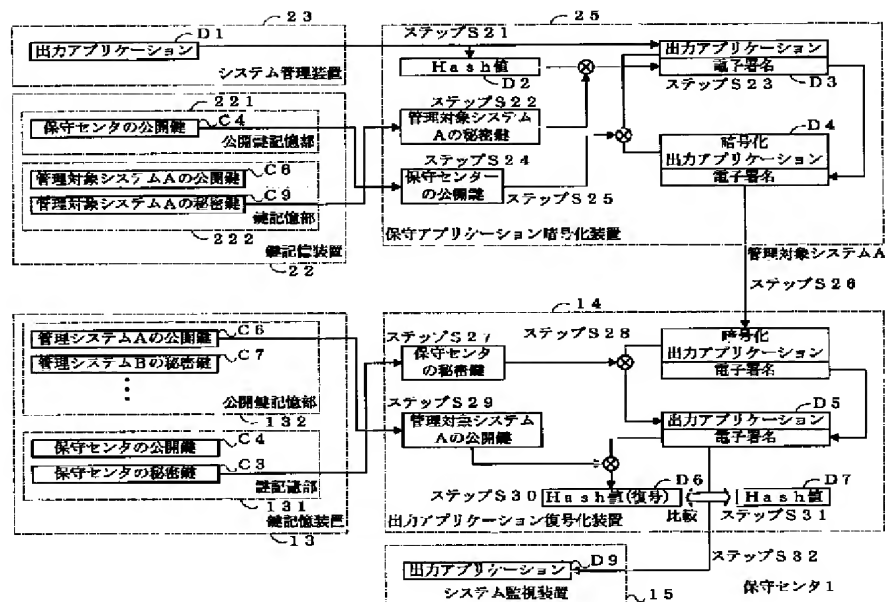 23
D1
出力アプリケーション
システム管理装置
221
C4
保守センタの公開鍵
公開鍵記憶部
C8
管理対象システムAの公開鍵
C9
管理対象システムAの秘密鍵
鍵記憶部
222
鍵記憶装置
22
25
ステップS21
Hash値
D2
ステップS22
管理対象システム
Aの秘密鍵
ステップS24
保守センター
の公開鍵
ステップS25
保守アプリケーション暗号化装置
出力アプリケーション
電子署名
ステップS23
D3
D4
暗号化
出力アプリケーション
電子署名
管理対象システムA
ステップS26
C6
管理システムAの公開鍵
C7
管理システムBの秘密鍵
公開鍵記憶部
132
C4
保守センタの公開鍵
C3
保守センタの秘密鍵
鍵記憶部
131
鍵記憶装置
13
14
ステップS27
保守センタ
の秘密鍵
ステップS28
ステップS29
管理対象システム
Aの公開鍵
暗号化
出力アプリケーション
電子署名
D5
出力アプリケーション
電子署名
ステップS30
D6
Hash値(復号)
D7
Hash値
比較
ステップS31
出力アプリケーション復号化装置
ステップS32
D9
出力アプリケーション
システム監視装置
15
保守センタ1